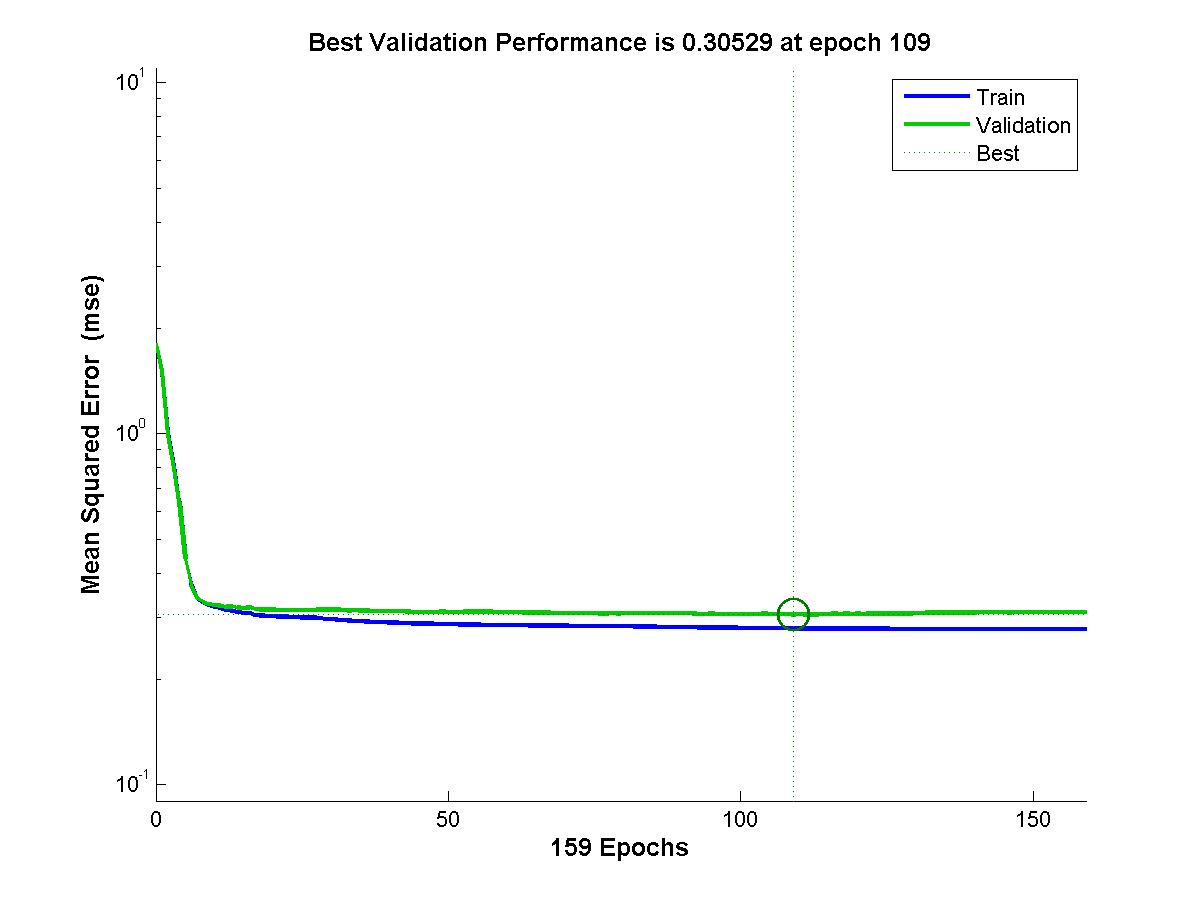 Best Validation Performance is 0.30529 at epoch 109
Train
Validation
Best
Mean Squared Error (mse)
10^1
10^0
10^-1
0 50 100 150
159 Epochs